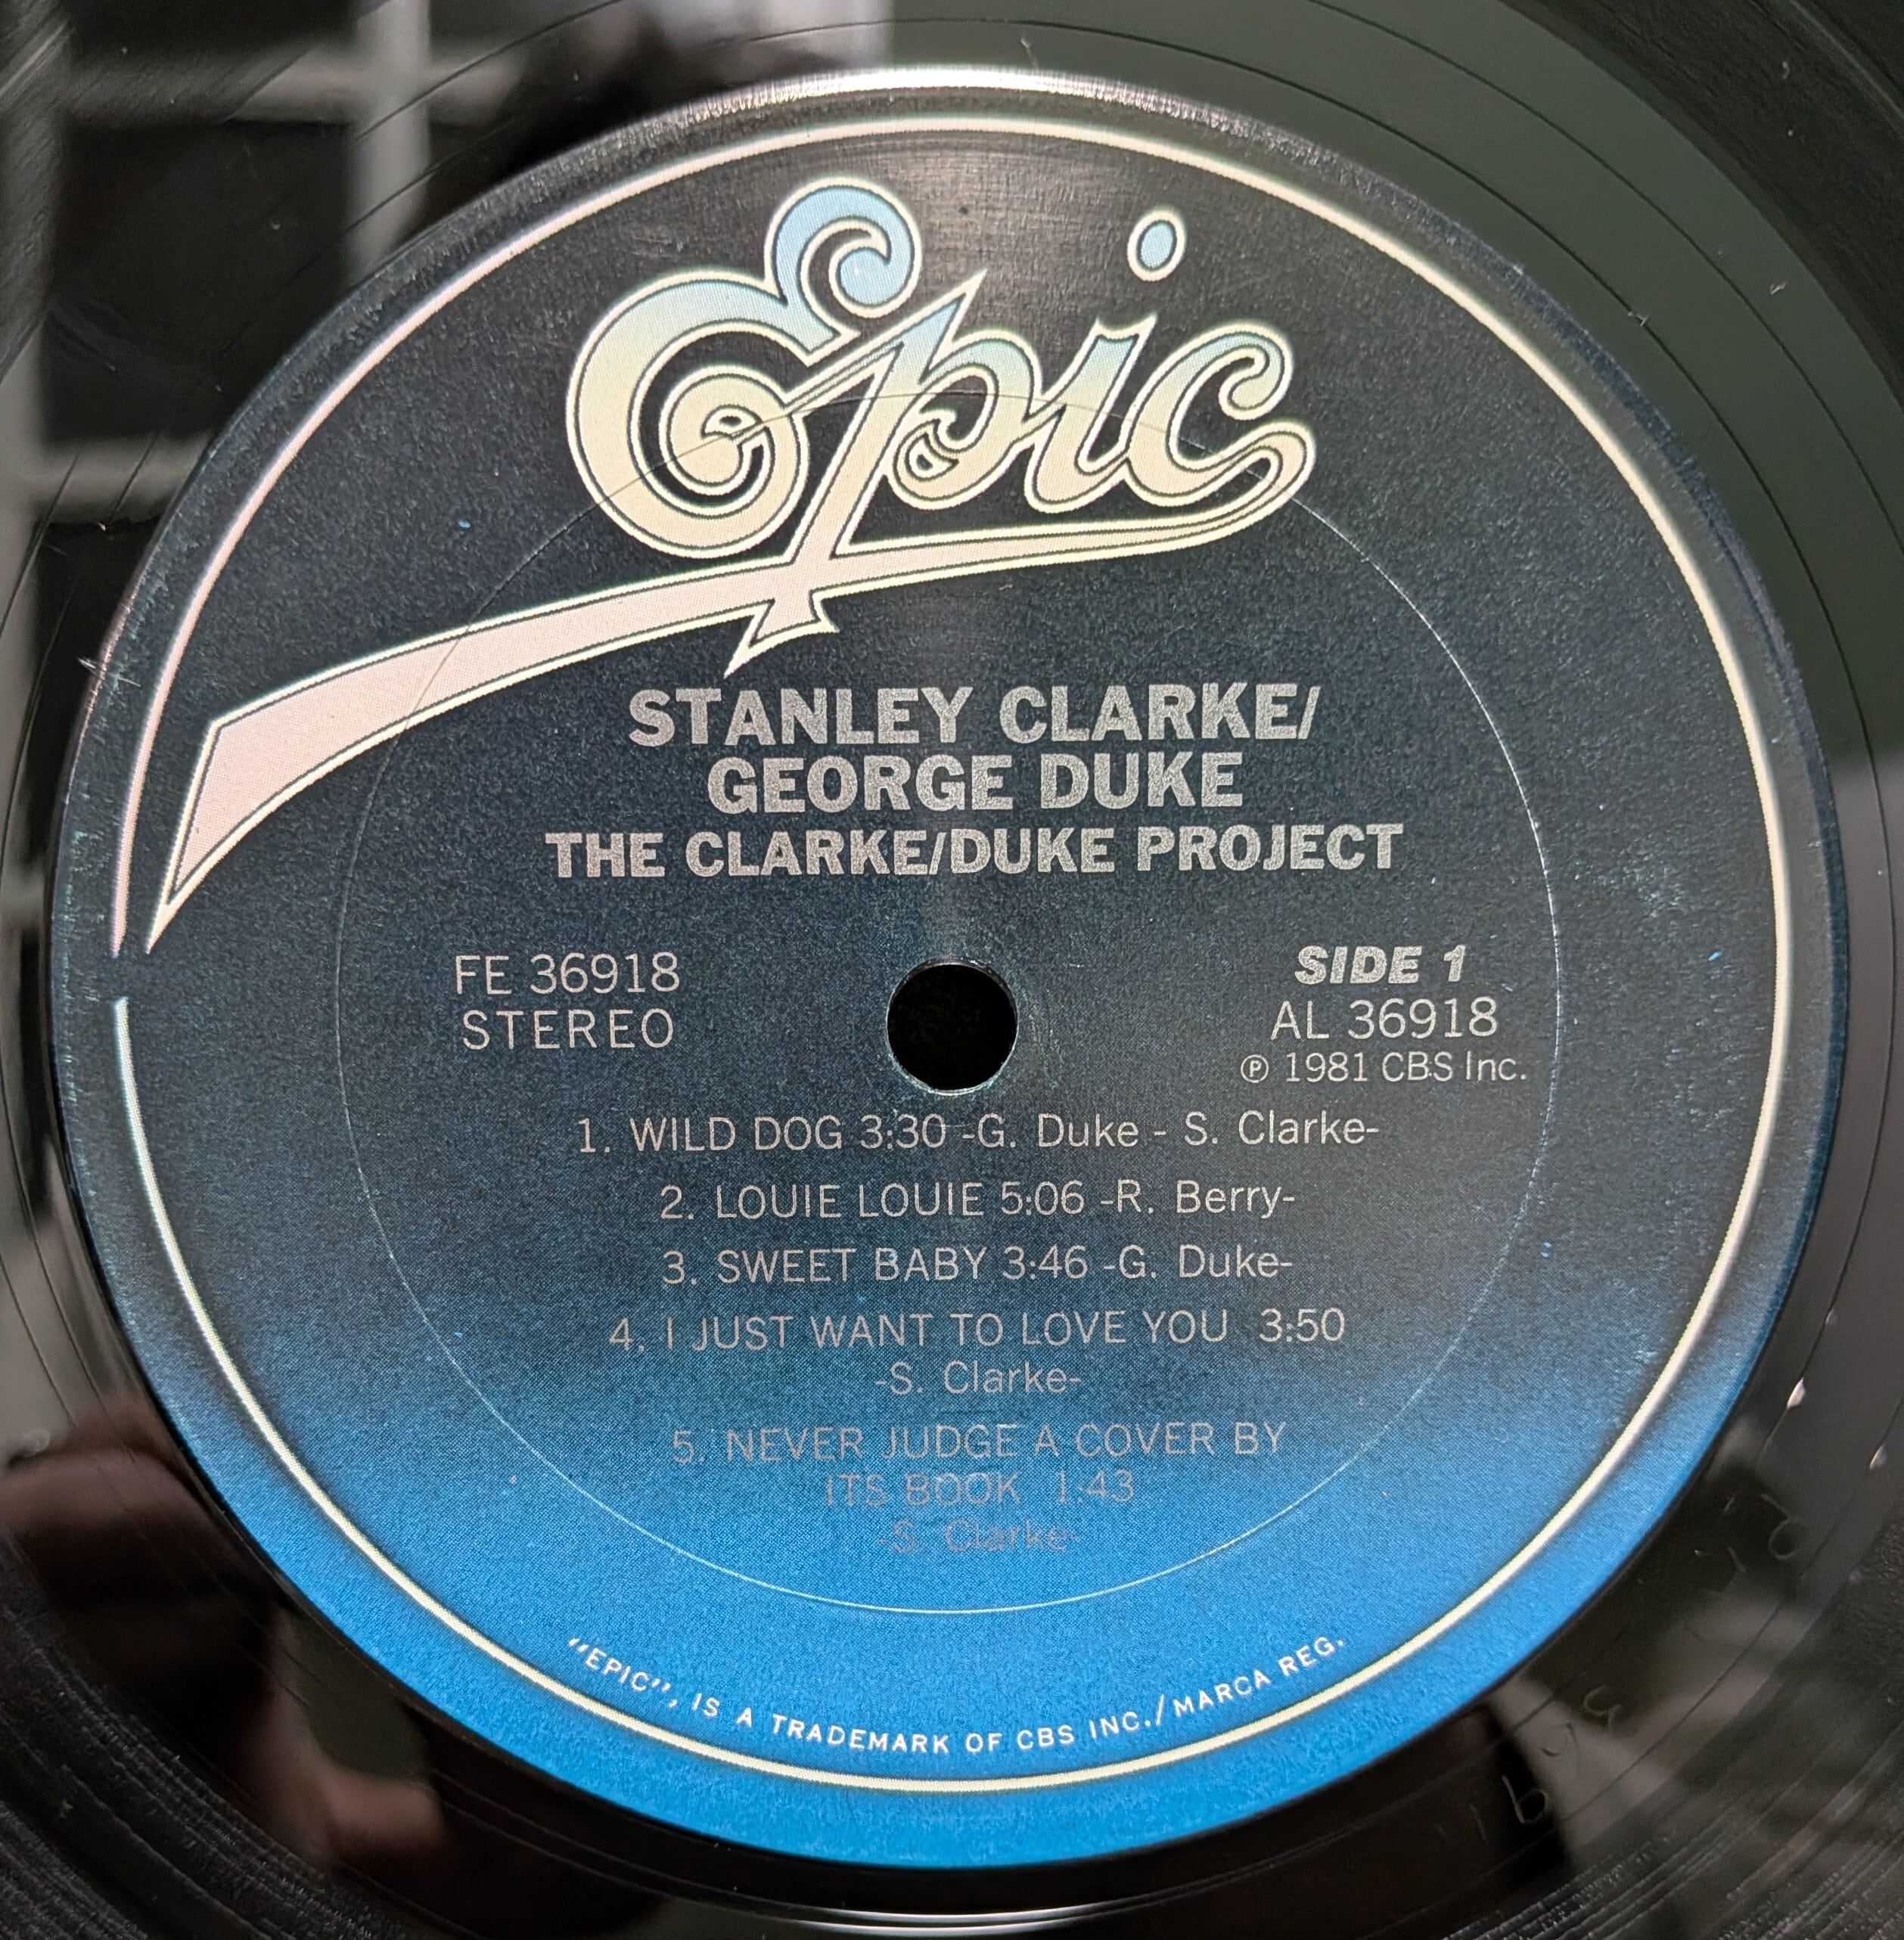 Epic
STANLEY CLARKE/
GEORGE DUKE
THE CLARKE/DUKE PROJECT
FE 36918
STEREO
SIDE 1
AL 36918
℗ 1981 CBS Inc.
1. WILD DOG 3:30 -G. Duke - S. Clarke-
2. LOUIE LOUIE 5:06 -R. Berry-
3. SWEET BABY 3:46 -G. Duke-
4. I JUST WANT TO LOVE YOU 3:50
-S. Clarke-
5. NEVER JUDGE A COVER BY
ITS BOOK 1:43
-S. Clarke-
"EPIC", IS A TRADEMARK OF CBS INC./MARCA REG.